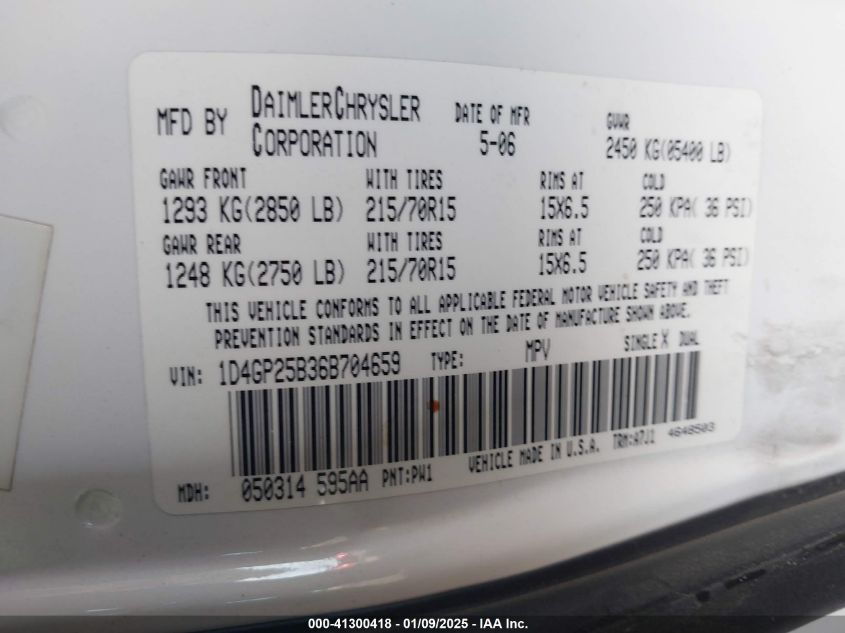 MFD BY DAIMLERCHRYSLER CORPORATION DATE OF MFR 5-06 GVWR 2450 KG(05400 LB)
GAWR FRONT WITH TIRES RIMS AT COLD
1293 KG(2850 LB) 215/70R15 15X6.5 250 KPA( 36 PSI)
GAWR REAR WITH TIRES RIMS AT COLD
1248 KG(2750 LB) 215/70R15 15X6.5 250 KPA( 36 PSI)
THIS VEHICLE CONFORMS TO ALL APPLICABLE FEDERAL MOTOR VEHICLE SAFETY AND THEFT
PREVENTION STANDARDS IN EFFECT ON THE DATE OF MANUFACTURE SHOWN ABOVE.
VIN: 1D4GP25B36B704659 TYPE: MPV SINGLE X DUAL
MDH: 050314 595AA PNT:PW1 VEHICLE MADE IN U.S.A. TRM:A7J1 4648503
000-41300418 - 01/09/2025 - IAA Inc.